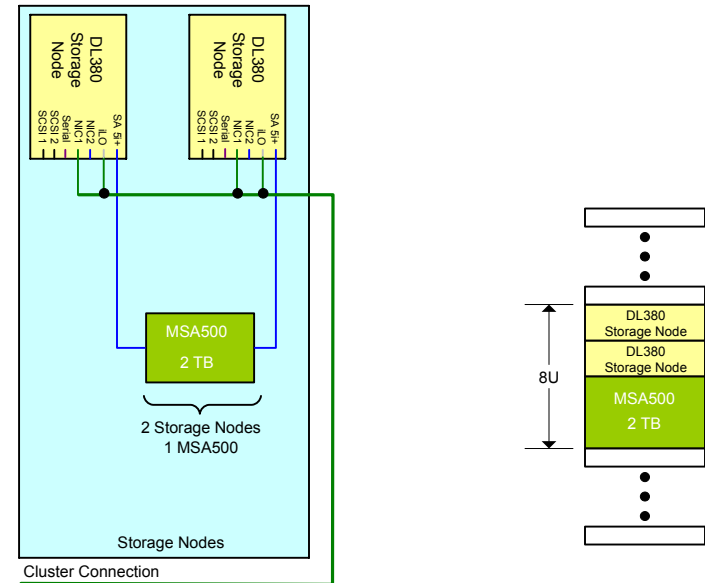 DL380
Storage
Node
SCSI 1
SCSI 2
Serial
NIC1
NIC2
iLO
SA 5i+
DL380
Storage
Node
SCSI 1
SCSI 2
Serial
NIC1
NIC2
iLO
SA 5i+
MSA500
2 TB
2 Storage Nodes
1 MSA500
Storage Nodes
Cluster Connection
8U
DL380
Storage Node
DL380
Storage Node
MSA500
2 TB